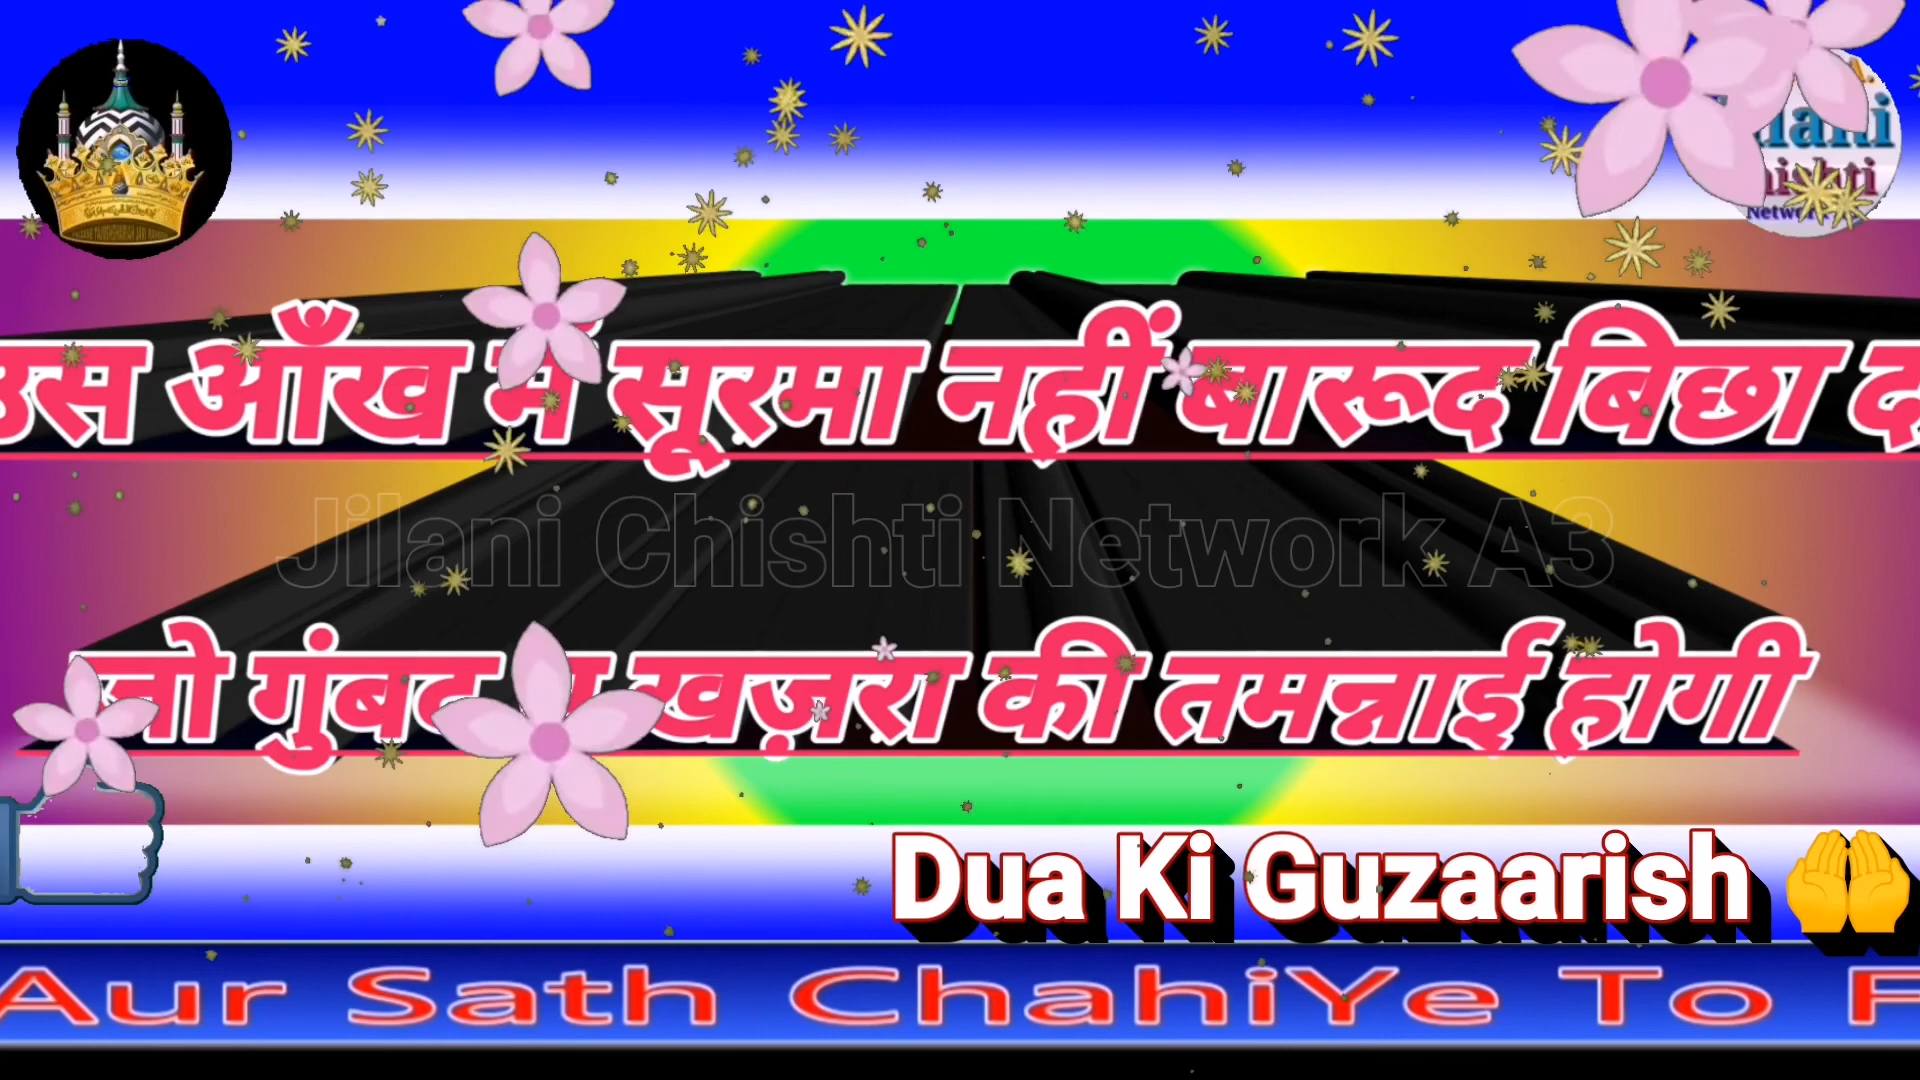 उस आँख में सूरमा नहीं बारूद बिछा
Jilani Chishti Network A3
जो गुंबद खज़रा की तमन्नाई होगी
Dua Ki Guzaarish 🤲
Aur Sath ChahiYe To